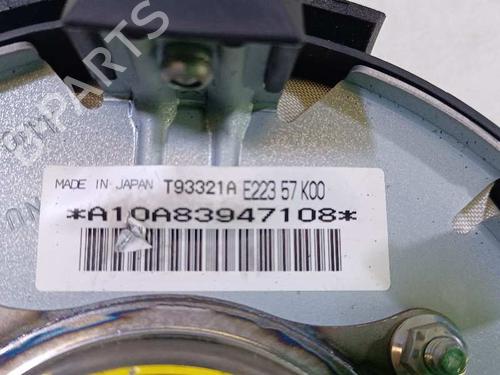 B-PARTS
MADE IN JAPAN T93321A E223 57 K00
*A10A83947108*